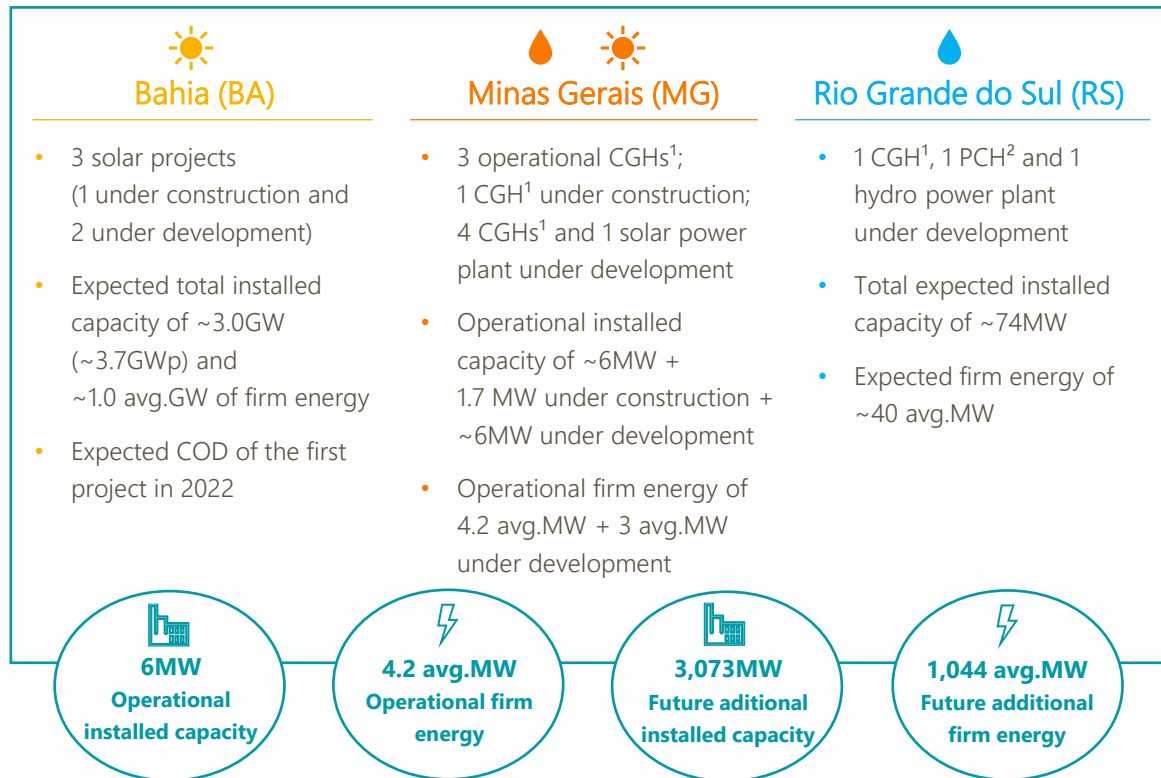 Bahia (BA)
• 3 solar projects
(1 under construction and
2 under development)
• Expected total installed
capacity of ~3.0GW
(~3.7GWp) and
~1.0 avg.GW of firm energy
• Expected COD of the first
project in 2022
Minas Gerais (MG)
• 3 operational CGHs¹;
1 CGH¹ under construction;
4 CGHs¹ and 1 solar power
plant under development
• Operational installed
capacity of ~6MW +
1.7 MW under construction +
~6MW under development
• Operational firm energy of
4.2 avg.MW + 3 avg.MW
under development
Rio Grande do Sul (RS)
• 1 CGH¹, 1 PCH² and 1
hydro power plant
under development
• Total expected installed
capacity of ~74MW
• Expected firm energy of
~40 avg.MW
6MW
Operational
installed capacity
4.2 avg.MW
Operational firm
energy
3,073MW
Future aditional
installed capacity
1,044 avg.MW
Future additional
firm energy